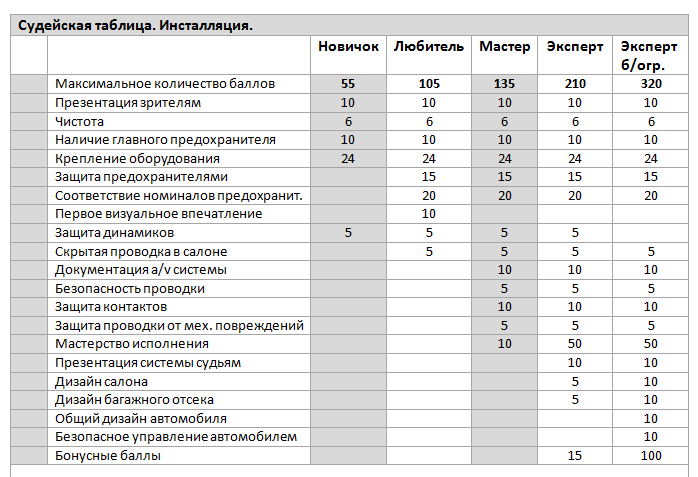 Судейская таблица. Инсталляция.
Новичок Любитель Мастер Эксперт Эксперт б/огр.
Максимальное количество баллов 55 105 135 210 320
Презентация зрителям 10 10 10 10 10
Чистота 6 6 6 6 6
Наличие главного предохранителя 10 10 10 10 10
Крепление оборудования 24 24 24 24 24
Защита предохранителями 15 15 15 15
Соответствие номиналов предохранит. 20 20 20 20
Первое визуальное впечатление 10
Защита динамиков 5 5 5 5
Скрытая проводка в салоне 5 5 5 5
Документация a/v системы 10 10 10
Безопасность проводки 5 5 5
Защита контактов 10 10 10
Защита проводки от мех. повреждений 5 5 5
Мастерство исполнения 10 50 50
Презентация системы судьям 10 10
Дизайн салона 5 10
Дизайн багажного отсека 5 10
Общий дизайн автомобиля 10
Безопасное управление автомобилем 10
Бонусные баллы 15 100